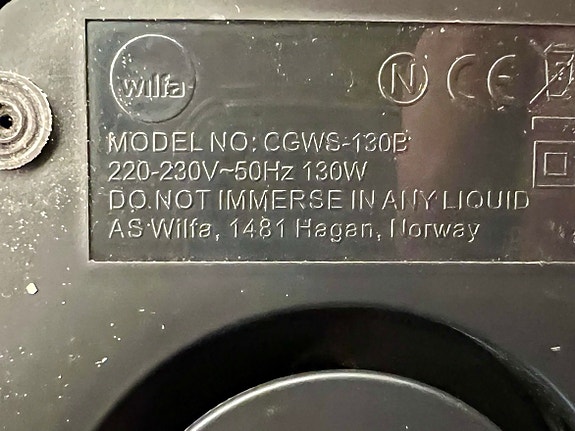 wilfa
N CE
MODEL NO: CGWS-130B
220-230V~50Hz 130W
DO NOT IMMERSE IN ANY LIQUID
AS Wilfa, 1481 Hagan, Norway